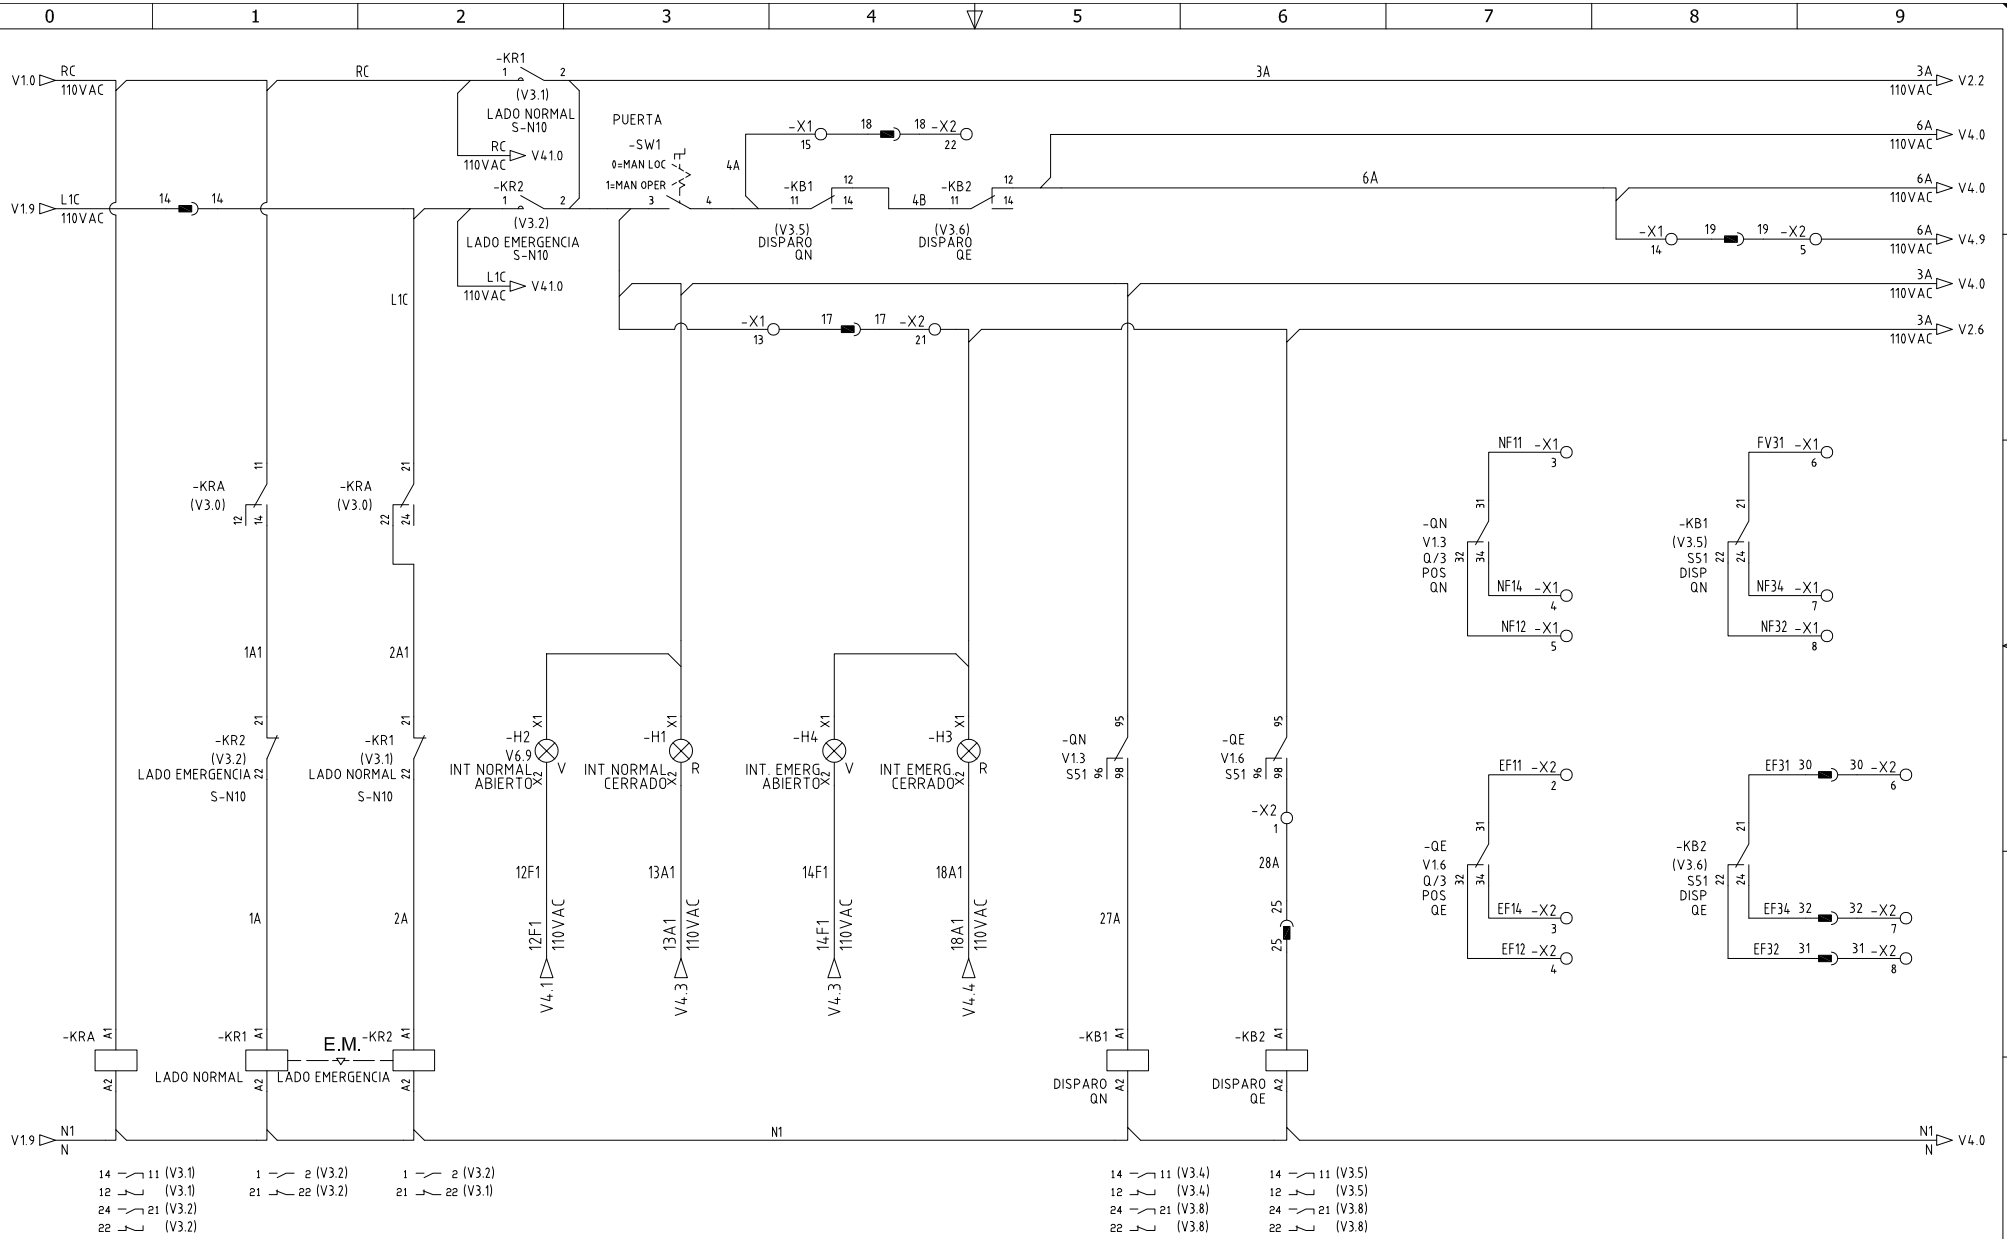 0 1 2 3 4 5 6 7 8 9
-KR1
V1.0 RC RC 1 2 3A 3A V2.2
110VAC 110VAC
(V3.1)
LADO NORMAL
S-N10
PUERTA
-SW1
0=MAN LOC
1=MAN OPER
RC V41.0
110VAC
-X1 18 18 -X2
15 22
4A
6A V4.0
110VAC
-KR2
V1.9 L1C 14 14 1 2 3 4
110VAC
-KB1 12
11 14
4B
-KB2 12
11 14
6A 6A V4.0
110VAC
(V3.2)
LADO EMERGENCIA
S-N10
(V3.5)
DISPARO
QN
(V3.6)
DISPARO
QE
-X1 19 19 -X2 6A V4.9
14 5 110VAC
L1C V41.0
110VAC
L1C
3A V4.0
110VAC
-X1 17 17 -X2 3A V2.6
13 21 110VAC
11
-KRA
(V3.0)
12 14
21
-KRA
(V3.0)
22 24
NF11 -X1
3
31
-QN
V1.3
Q/3
POS
QN
32 34
NF14 -X1
4
NF12 -X1
5
FV31 -X1
6
21
-KB1
(V3.5)
S51
DISP
QN
22 24
NF34 -X1
7
NF32 -X1
8
1A1 2A1
21
-KR2
(V3.2)
LADO EMERGENCIA 22
S-N10
21
-KR1
(V3.1)
LADO NORMAL 22
S-N10
X1
-H2
V6.9
INT NORMAL V
ABIERTO X2
X1
-H1
INT NORMAL R
CERRADO X2
X1
-H4
INT. EMERG. V
ABIERTO X2
X1
-H3
INT EMERG. R
CERRADO X2
95
-QN
V1.3
S51 96 98
95
-QE
V1.6
S51 96 98
-X2
1
28A
25
25
EF11 -X2
2
31
-QE
V1.6
Q/3
POS
QE
32 34
EF14 -X2
3
EF12 -X2
4
EF31 30 30 -X2
6
21
-KB2
(V3.6)
S51
DISP
QE
22 24
EF34 32 32 -X2
7
EF32 31 31 -X2
8
12F1 13A1 14F1 18A1
1A 2A 27A
12F1
110VAC
V4.1
13A1
110VAC
V4.3
14F1
110VAC
V4.3
18A1
110VAC
V4.4
-KRA A1
A2
-KR1 A1
LADO NORMAL A2
E.M.
-KR2 A1
LADO EMERGENCIA A2
-KB1 A1
DISPARO A2
QN
-KB2 A1
DISPARO A2
QE
V1.9 N1 N1 N1 V4.0
N N
14 11 (V3.1)
12 (V3.1)
24 21 (V3.2)
22 (V3.2)
1 2 (V3.2)
21 22 (V3.2)
1 2 (V3.2)
21 22 (V3.1)
14 11 (V3.4)
12 (V3.4)
24 21 (V3.8)
22 (V3.8)
14 11 (V3.5)
12 (V3.5)
24 21 (V3.8)
22 (V3.8)